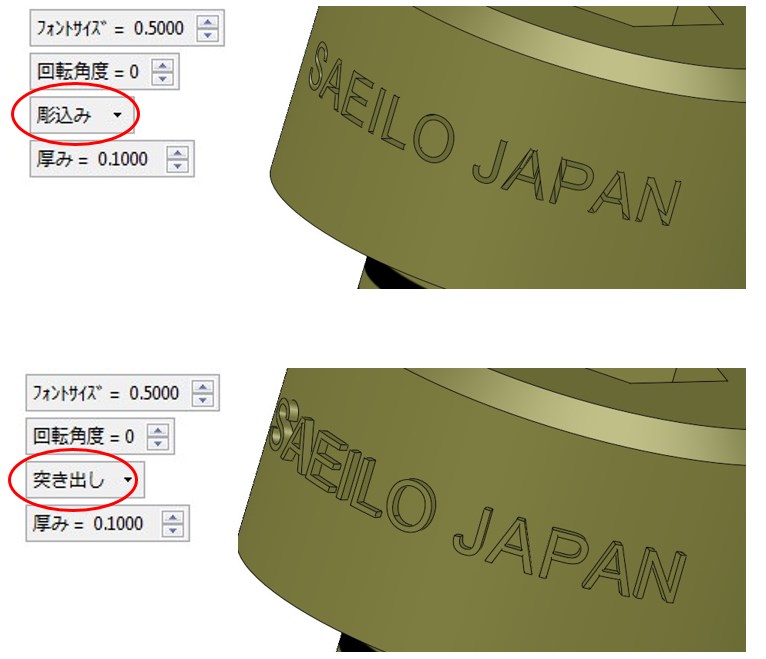 ﾌｫﾝﾄｻｲｽﾞ = 0.5000
回転角度 = 0
彫込み
厚み = 0.1000
SAEILO JAPAN
ﾌｫﾝﾄｻｲｽﾞ = 0.5000
回転角度 = 0
突き出し
厚み = 0.1000
SAEILO JAPAN